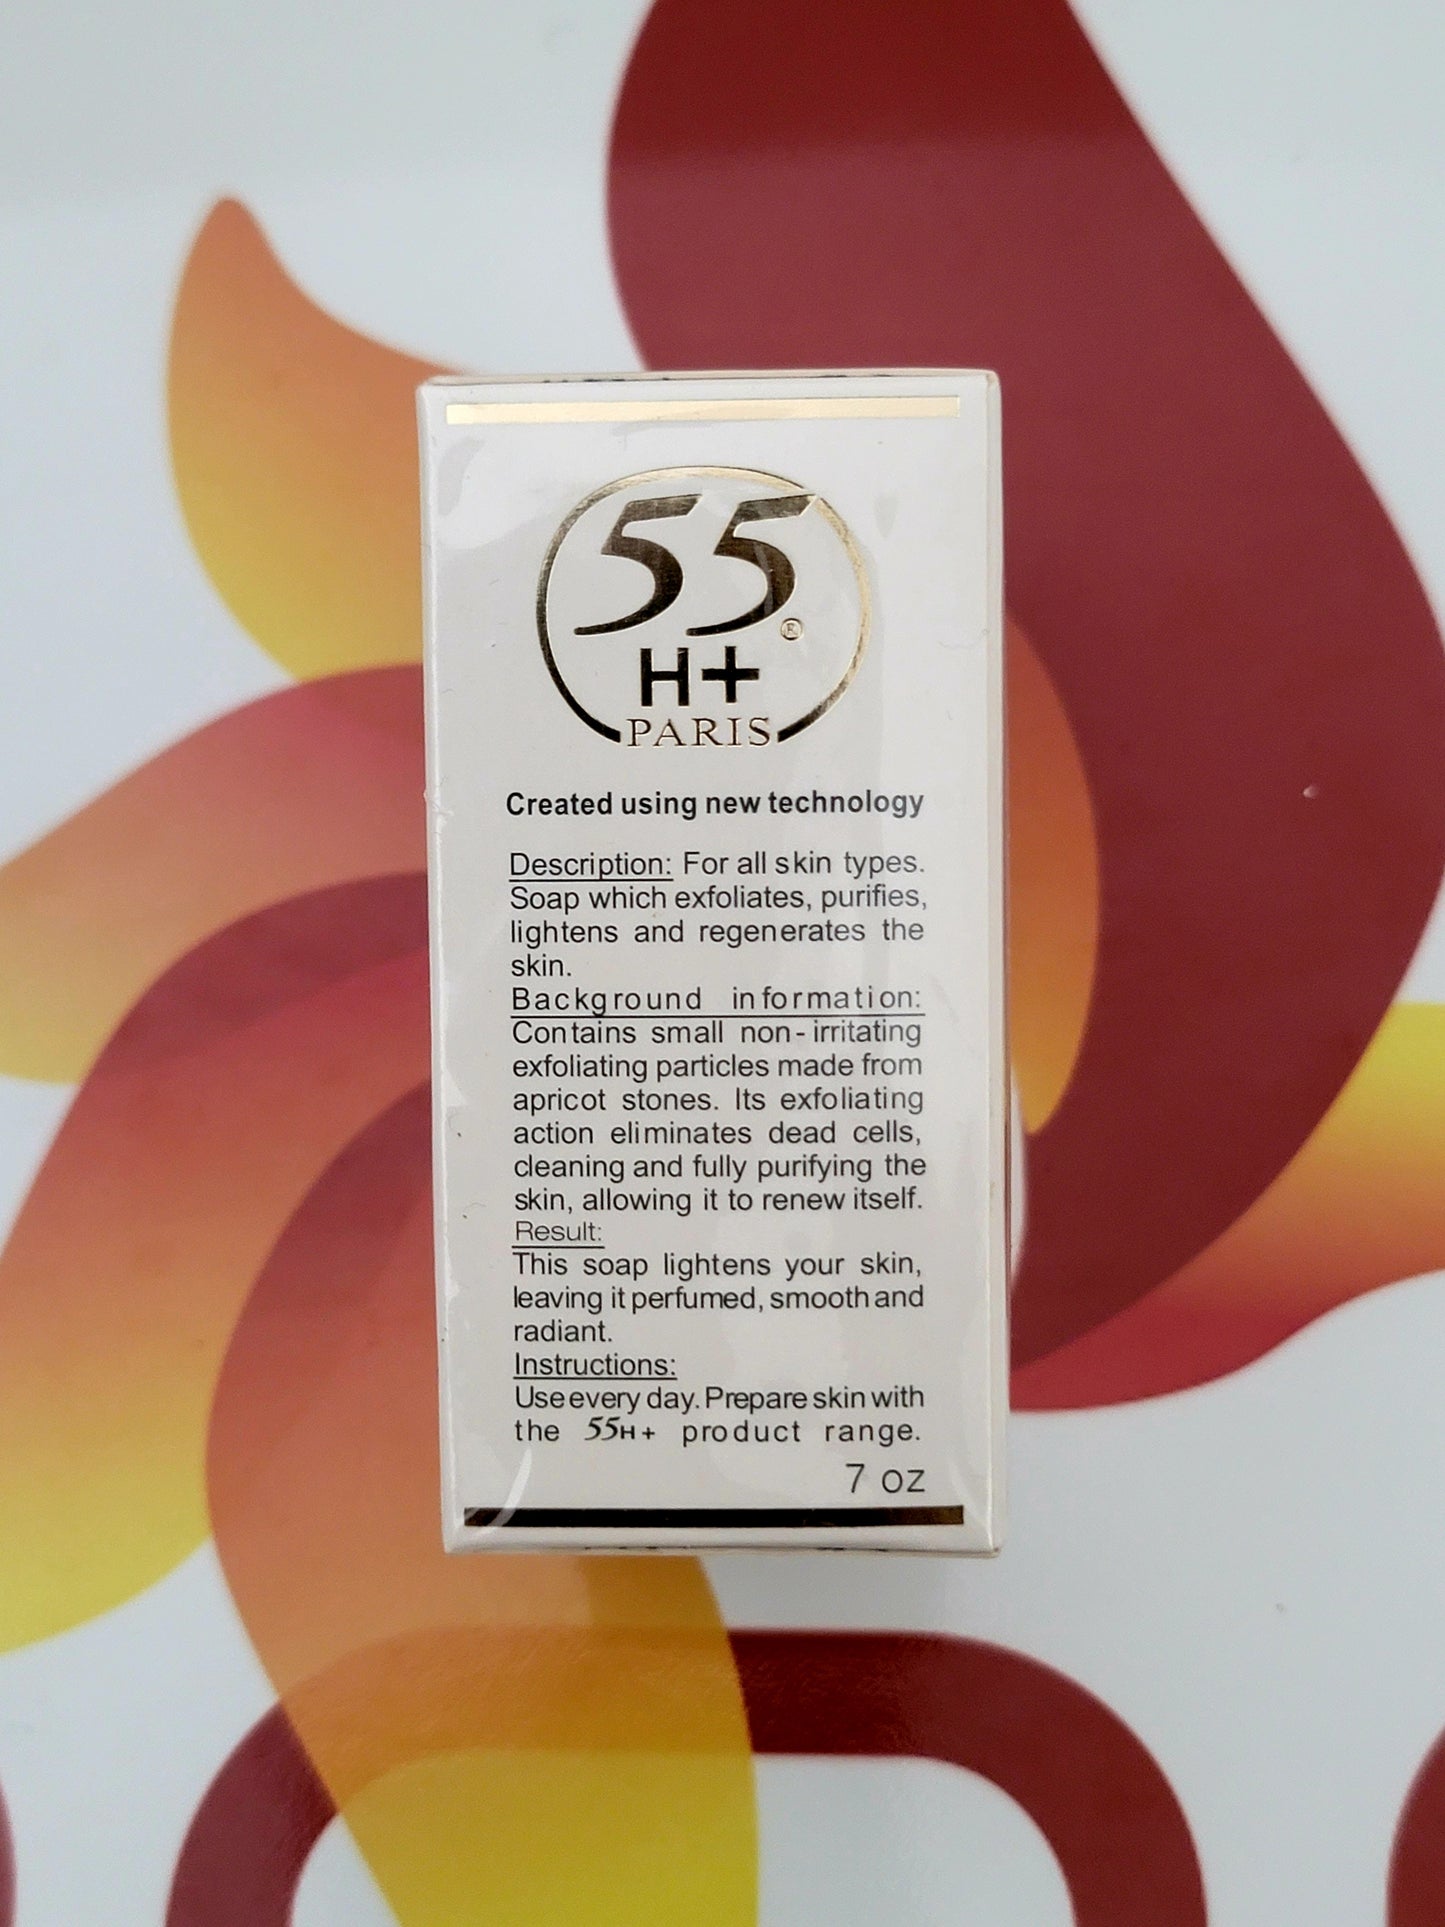 55®
H+
PARIS
Created using new technology
Description: For all skin types.
Soap which exfoliates, purifies,
lightens and regenerates the
skin.
Background information:
Contains small non-irritating
exfoliating particles made from
apricot stones. Its exfoliating
action eliminates dead cells,
cleaning and fully purifying the
skin, allowing it to renew itself.
Result:
This soap lightens your skin,
leaving it perfumed, smooth and
radiant.
Instructions:
Use every day. Prepare skin with
the 55H+ product range.
7 oz